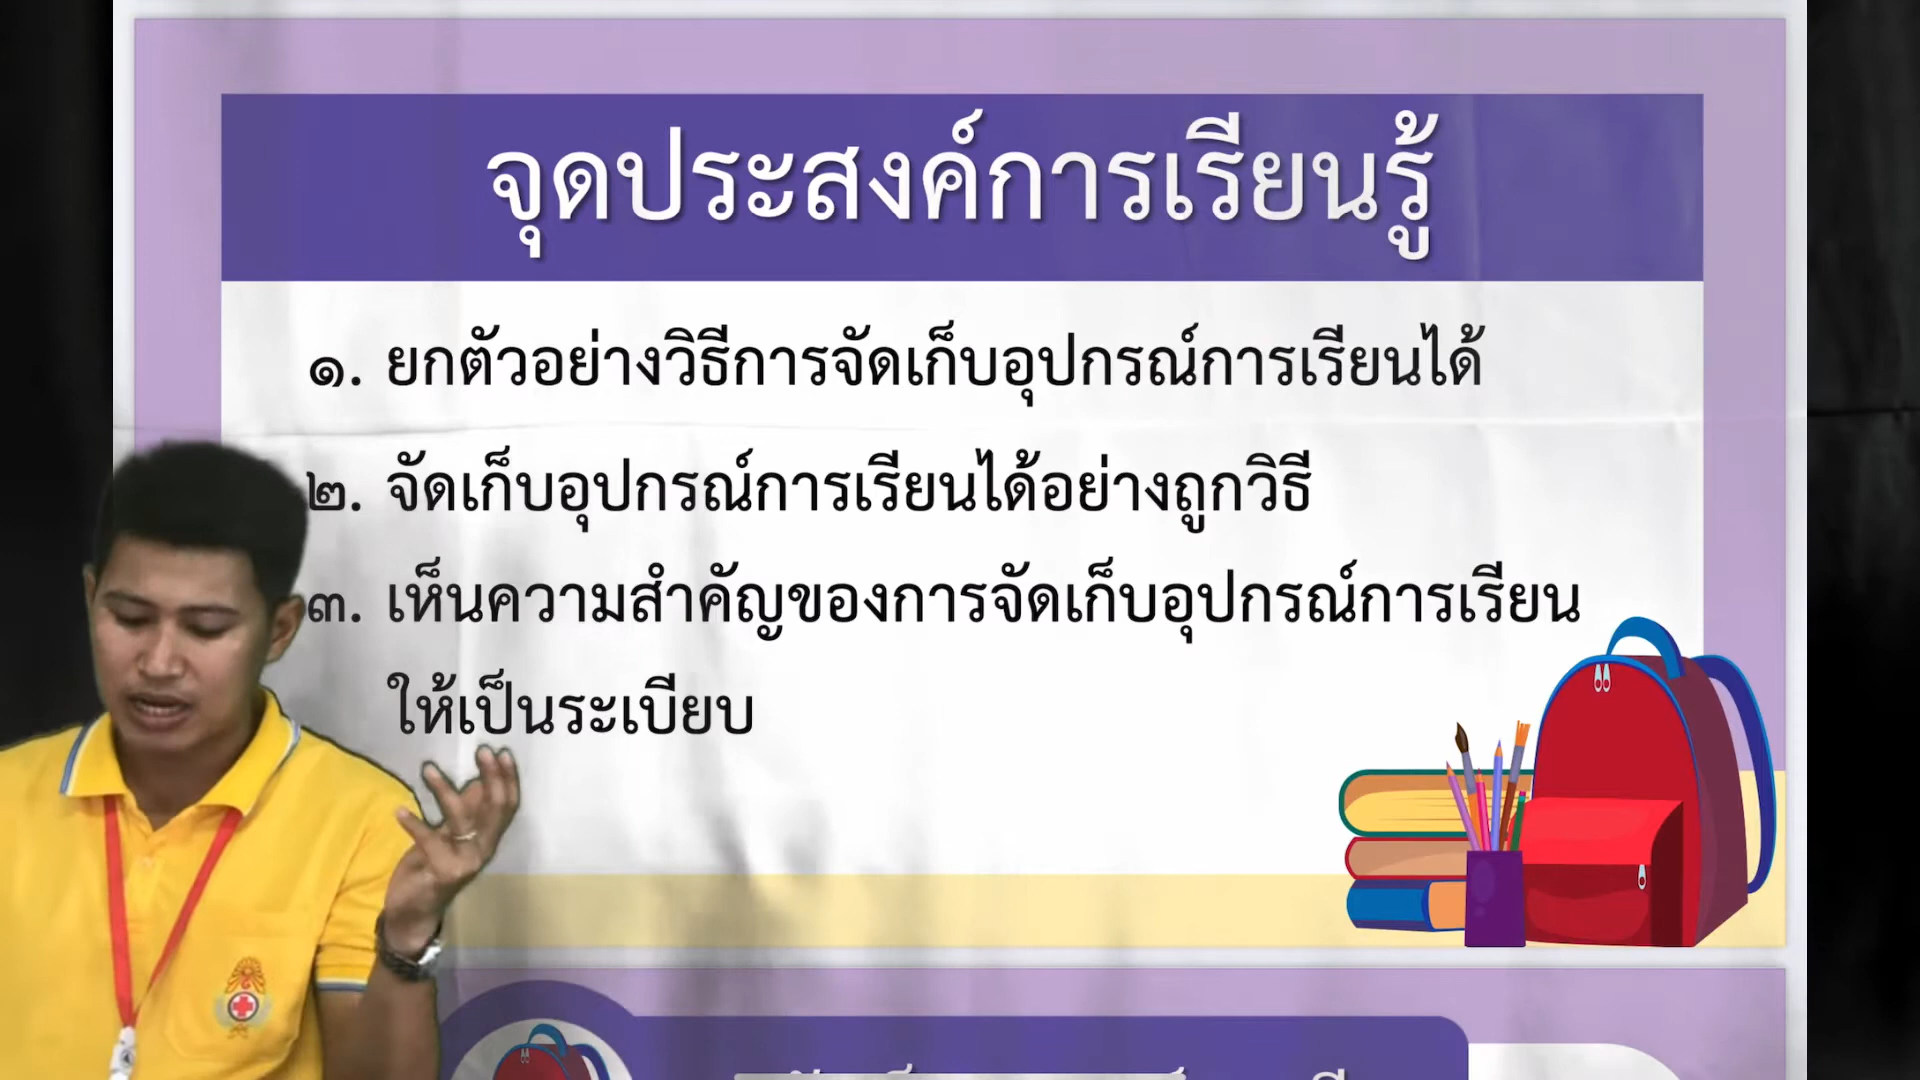 จุดประสงค์การเรียนรู้
๑. ยกตัวอย่างวิธีการจัดเก็บอุปกรณ์การเรียนได้
๒. จัดเก็บอุปกรณ์การเรียนได้อย่างถูกวิธี
๓. เห็นความสำคัญของการจัดเก็บอุปกรณ์การเรียน
ให้เป็นระเบียบ